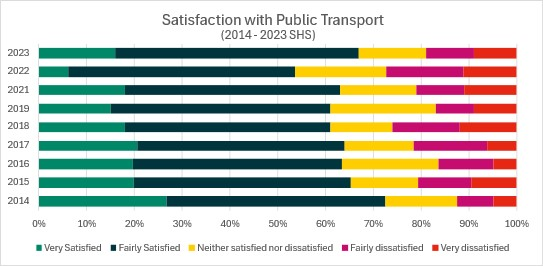 Satisfaction with Public Transport
(2014 - 2023 SHS)
2023
2022
2021
2019
2018
2017
2016
2015
2014
0% 10% 20% 30% 40% 50% 60% 70% 80% 90% 100%
Very Satisfied Fairly Satisfied Neither satisfied nor dissatisfied Fairly dissatisfied Very dissatisfied